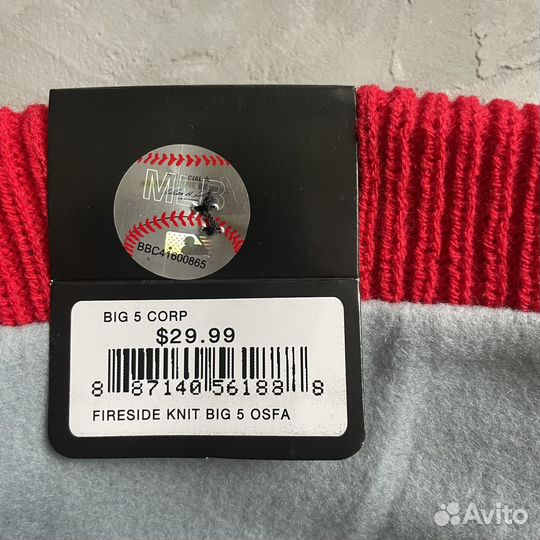 MLB
BBC41600865
BIG 5 CORP
$29.99
8 87140 56188 8
FIRESIDE KNIT BIG 5 OSFA
Avito